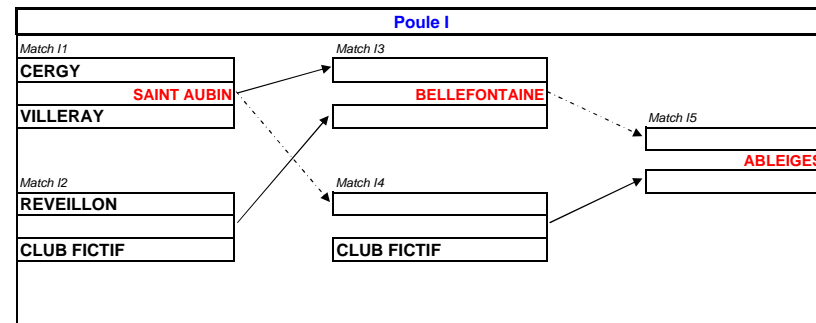 Poule I
Match I1
CERGY
SAINT AUBIN
VILLERAY
Match I2
REVEILLON
CLUB FICTIF
Match I3
BELLEFONTAINE
Match I4
CLUB FICTIF
Match I5
ABLEIGES